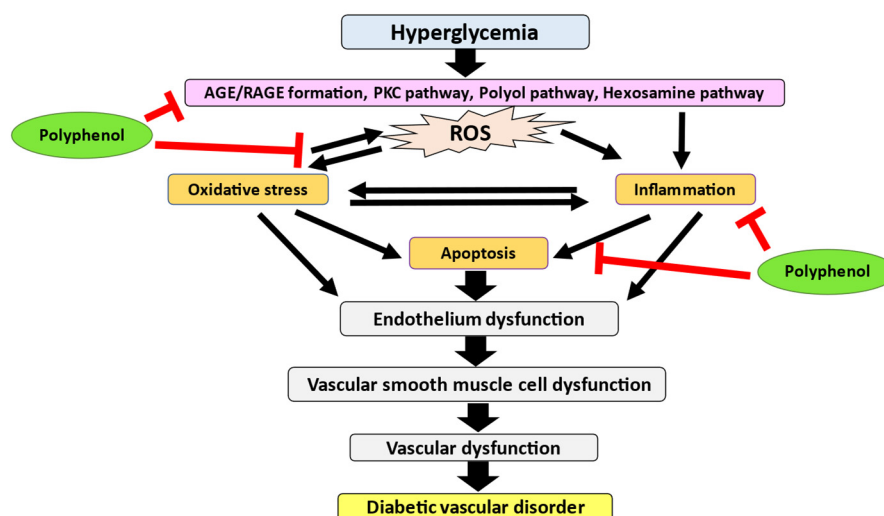 Hyperglycemia
AGE/RAGE formation, PKC pathway, Polyol pathway, Hexosamine pathway
Polyphenol
ROS
Oxidative stress
Inflammation
Apoptosis
Polyphenol
Endothelium dysfunction
Vascular smooth muscle cell dysfunction
Vascular dysfunction
Diabetic vascular disorder